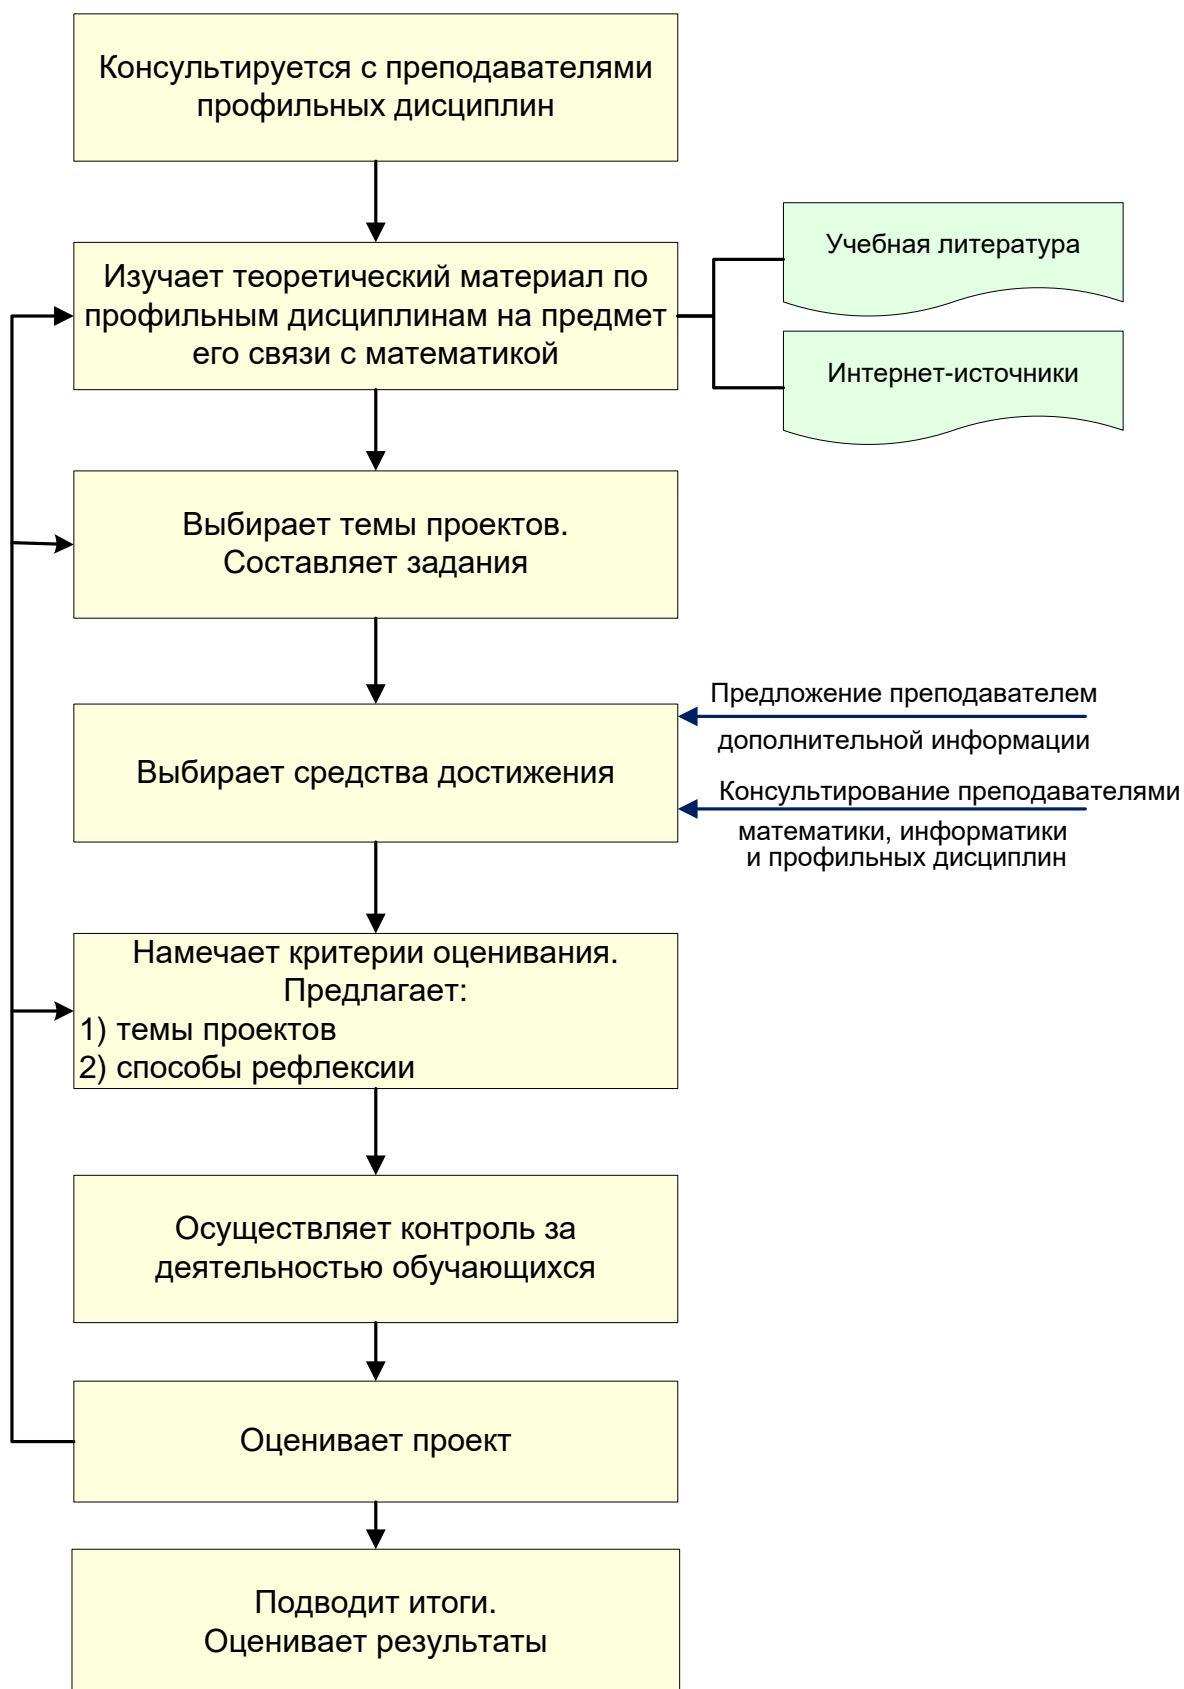 Консультируется с преподавателями
профильных дисциплин
Учебная литература
Изучает теоретический материал по
профильным дисциплинам на предмет
его связи с математикой
Интернет-источники
Выбирает темы проектов.
Составляет задания
Предложение преподавателем
дополнительной информации
Выбирает средства достижения
Консультирование преподавателями
математики, информатики
и профильных дисциплин
Намечает критерии оценивания.
Предлагает:
1) темы проектов
2) способы рефлексии
Осуществляет контроль за
деятельностью обучающихся
Оценивает проект
Подводит итоги.
Оценивает результаты